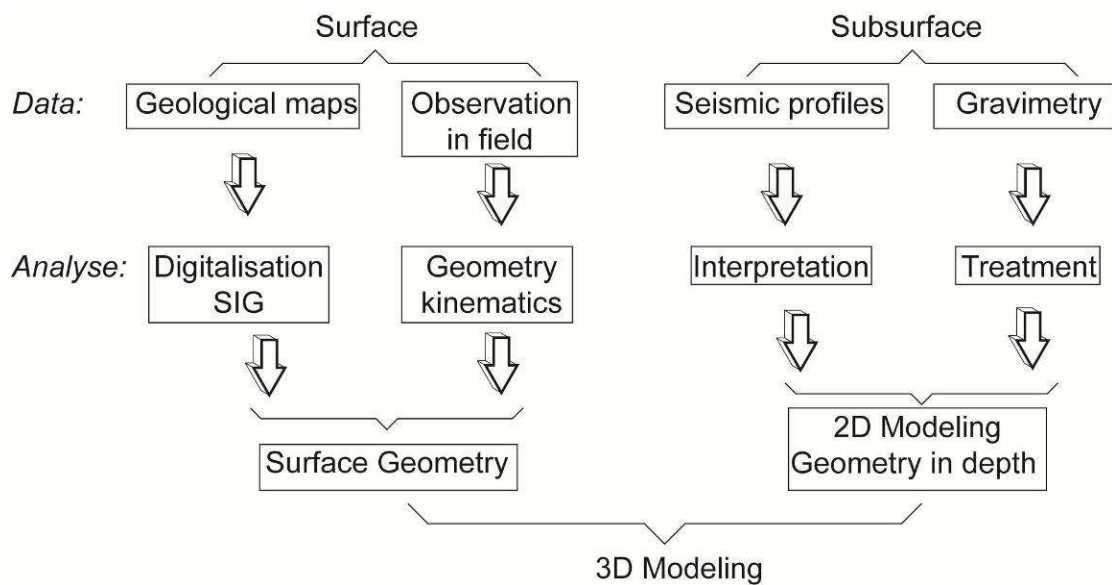 Surface
Subsurface
Data:
Geological maps
Observation
in field
Seismic profiles
Gravimetry
Analyse:
Digitalisation
SIG
Geometry
kinematics
Interpretation
Treatment
Surface Geometry
2D Modeling
Geometry in depth
3D Modeling